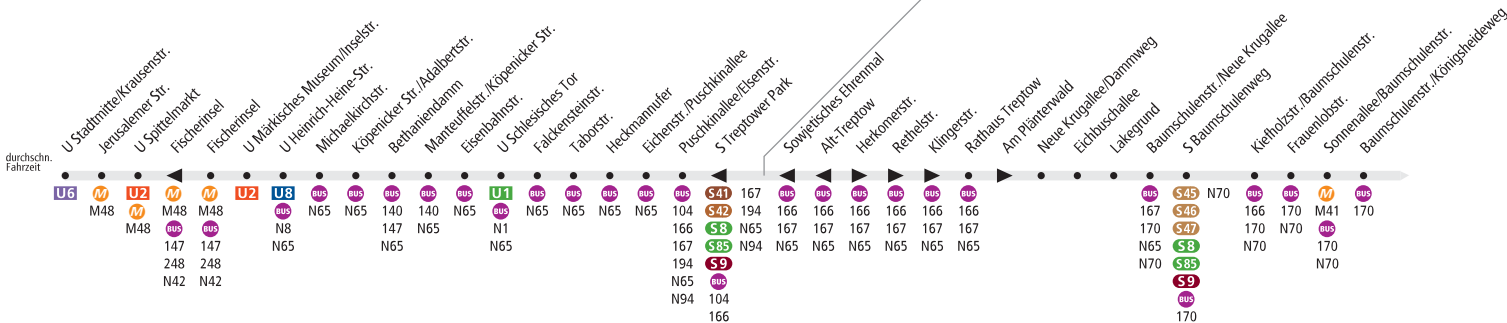 U Stadtmitte/Krausenstr.
Jerusalemer Str.
U Spittelmarkt
Fischerinsel
Fischerinsel
U Märkisches Museum/Inselstr.
U Heinrich-Heine-Str.
Michaelkirchstr.
Köpenicker Str./Adalbertstr.
Bethaniendamm
Manteuffelstr./Köpenicker Str.
Eisenbahnstr.
U Schlesisches Tor
Falckensteinstr.
Taborstr.
Heckmannufer
Eichenstr./Puschkinallee
Puschkinallee/Elsenstr.
S Treptower Park
Sowjetisches Ehrenmal
Alt-Treptow
Herkomerstr.
Rethelstr.
Klingerstr.
Rathaus Treptow
Am Plänterwald
Neue Krugallee/Dammweg
Eichbuschallee
Lakegrund
Baumschulenstr./Neue Krugallee
S Baumschulenweg
Kiefholzstr./Baumschulenstr.
Frauenlobstr.
Sonnenallee/Baumschulenstr.
Baumschulenstr./Königsheideweg
durchschn.
Fahrzeit
U6 M U2 M M U2 U8 BUS BUS BUS BUS BUS U1 BUS BUS BUS BUS BUS S41 167 BUS BUS BUS BUS BUS BUS BUS S45 N70 BUS BUS M BUS
M48 M M48 M48 BUS N65 N65 140 140 N65 BUS N65 N65 N65 N65 104 S42 194 166 166 166 166 166 166 167 S46 166 170 M41 170
M48 BUS BUS N8 147 N65 N1 166 S8 N65 167 167 167 167 167 167 170 S47 170 N70 BUS
147 147 N65 N65 N65 167 S85 N94 N65 N65 N65 N65 N65 N65 N65 S8 N70 170
248 248 194 S9 N70 S85 N70
N42 N42 N65 BUS S9
N94 104 BUS
166 170